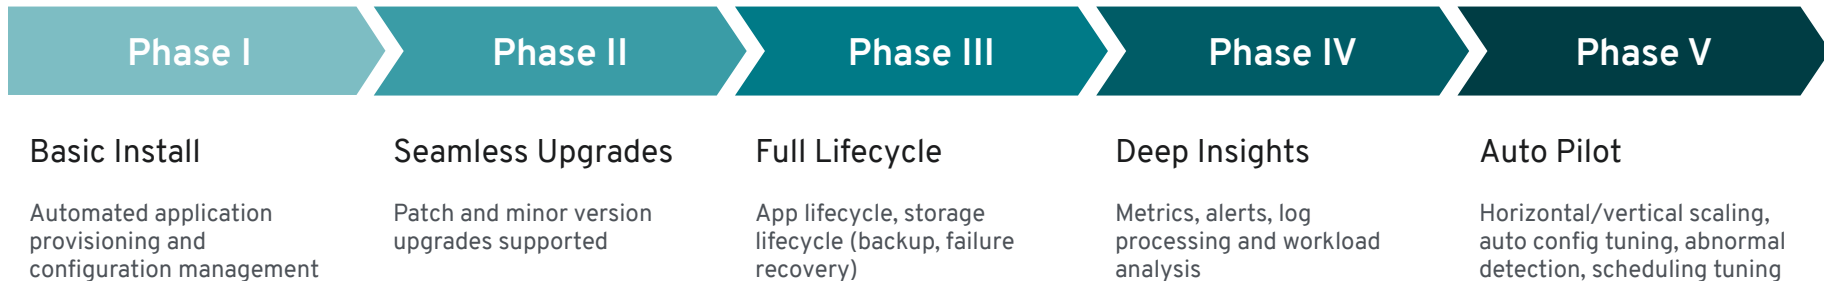 Phase I
Phase II
Phase III
Phase IV
Phase V
Basic Install
Automated application
provisioning and
configuration management
Seamless Upgrades
Patch and minor version
upgrades supported
Full Lifecycle
App lifecycle, storage
lifecycle (backup, failure
recovery)
Deep Insights
Metrics, alerts, log
processing and workload
analysis
Auto Pilot
Horizontal/vertical scaling,
auto config tuning, abnormal
detection, scheduling tuning